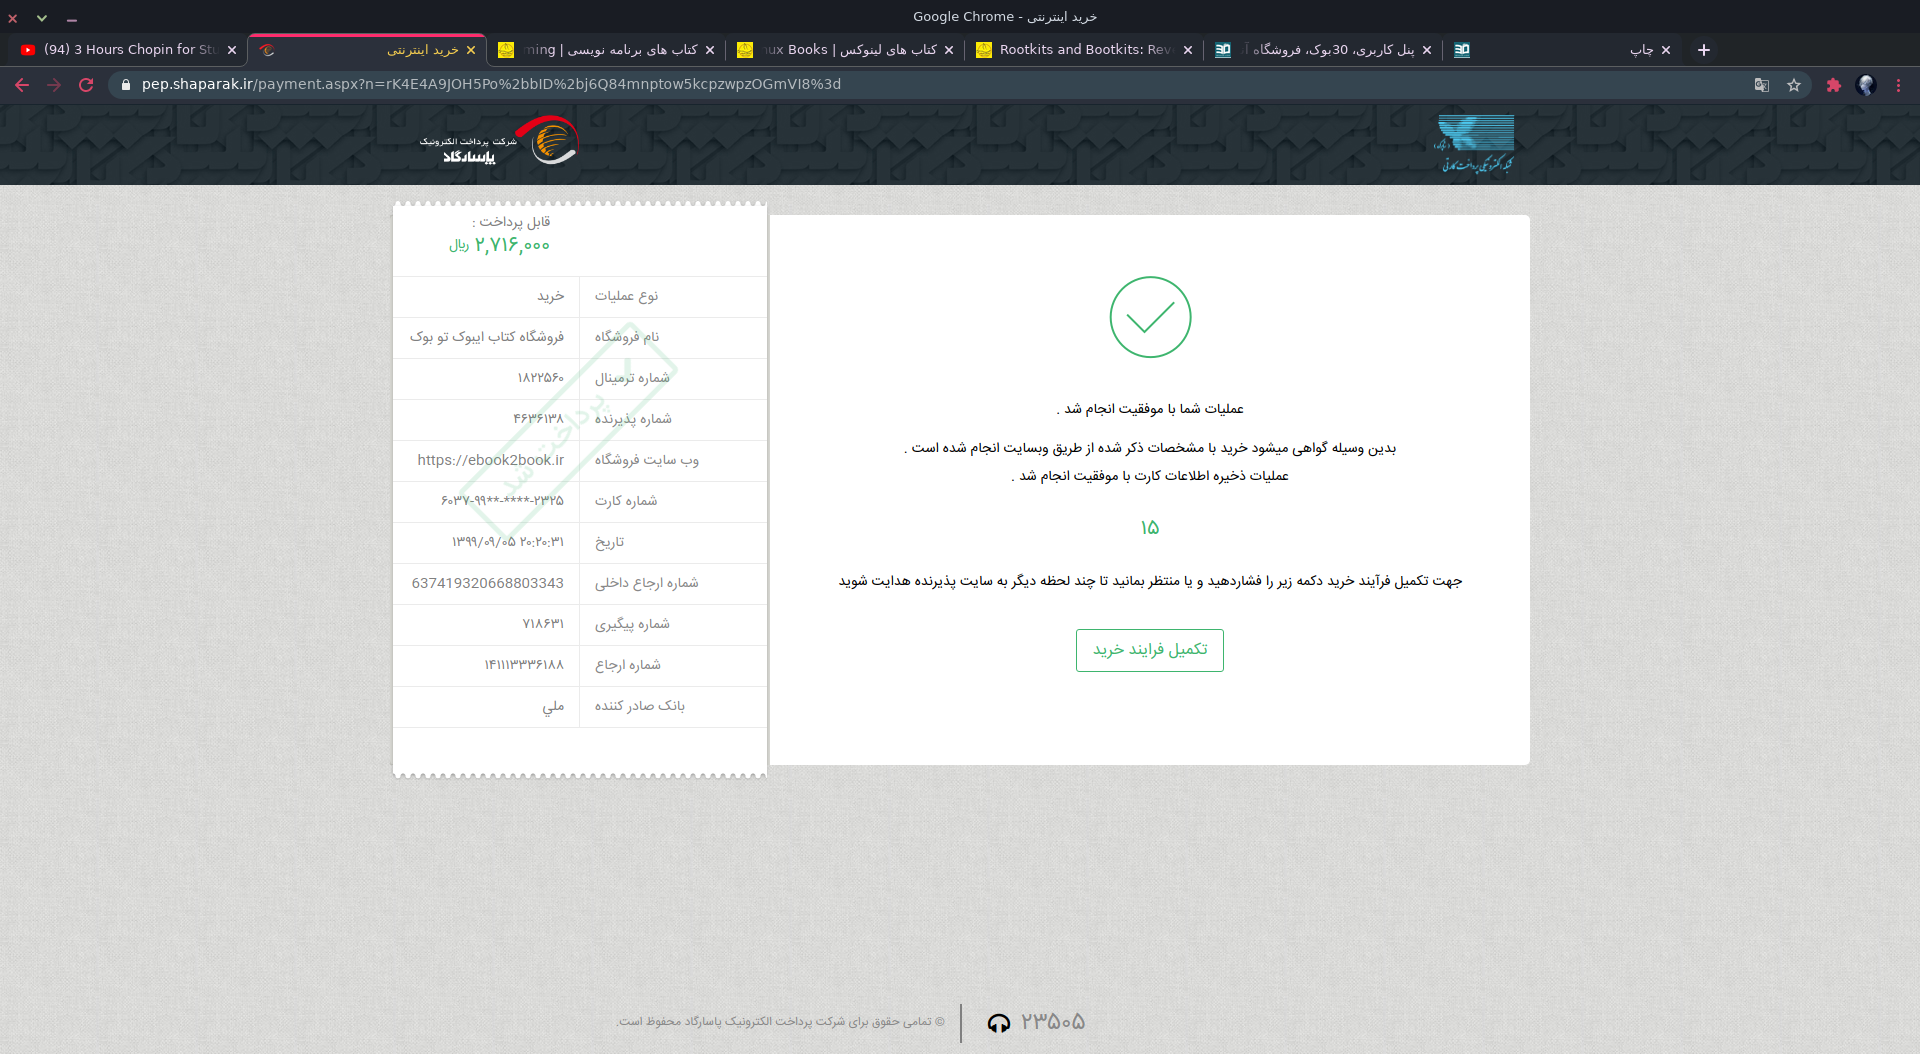 خرید اینترنتی - Google Chrome
(94) 3 Hours Chopin for Stu
خرید اینترنتی
کتاب های برنامه نویسی | ming
کتاب های لینوکس | nux Books
Rootkits and Bootkits: Rev
پنل کاربری، 30بوک، فروشگاه
چاپ
pep.shaparak.ir/payment.aspx?n=rK4E4A9JOH5Po%2bbID%2bj6Q84mnptow5kcpzwpzOGmVI8%3d
شرکت پرداخت الکترونیک
پاسارگاد
شبکه الکترونیکی پرداخت کارتی
قابل پرداخت :
۲,۷۱۶,۰۰۰ ریال
نوع عملیات خرید
نام فروشگاه فروشگاه کتاب ایبوک تو بوک
شماره ترمینال ۱۸۲۲۵۶۰
شماره پذیرنده ۴۶۳۶۱۳۸
وب سایت فروشگاه https://ebook2book.ir
شماره کارت ۶۰۳۷-۹۹**-****-۲۳۲۵
تاریخ ۱۳۹۹/۰۹/۰۵ ۲۰:۲۰:۳۱
شماره ارجاع داخلی 637419320668803343
شماره پیگیری ۷۱۸۶۳۱
شماره ارجاع ۱۴۱۱۱۳۳۳۶۱۸۸
بانک صادر کننده ملي
پرداخت شد
عملیات شما با موفقیت انجام شد .
بدین وسیله گواهی میشود خرید با مشخصات ذکر شده از طریق وبسایت انجام شده است .
عملیات ذخیره اطلاعات کارت با موفقیت انجام شد .
۱۵
جهت تکمیل فرآیند خرید دکمه زیر را فشاردهید و یا منتظر بمانید تا چند لحظه دیگر به سایت پذیرنده هدایت شوید
تکمیل فرایند خرید
۲۳۵۰۵
© تمامی حقوق برای شرکت پرداخت الکترونیک پاسارگاد محفوظ است.